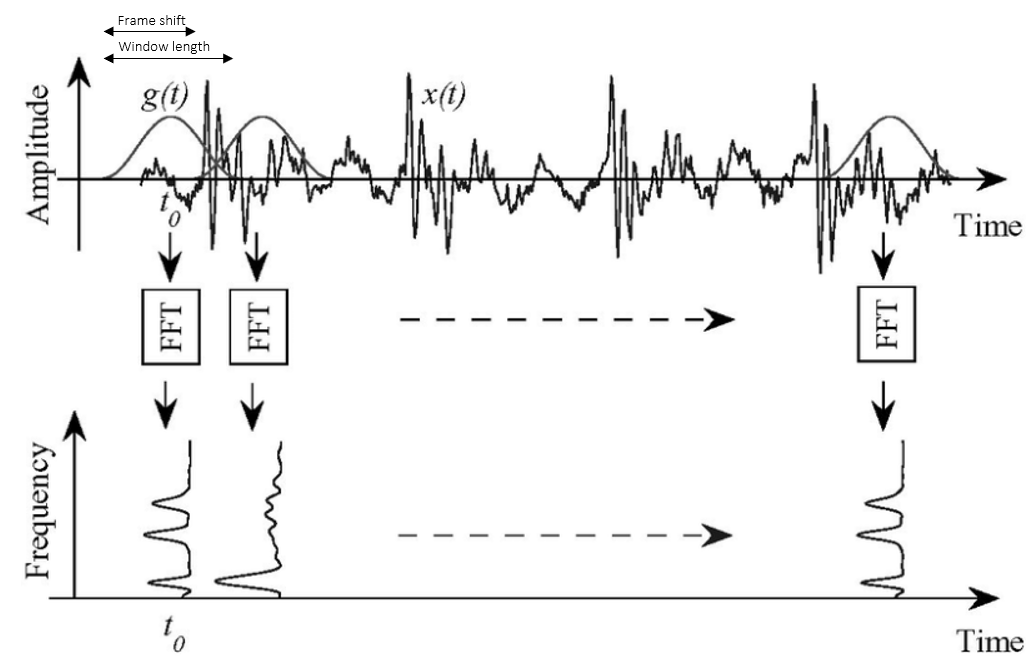 Frame shift
Window length
Amplitude
g(t)
x(t)
t0
Time
FFT
FFT
FFT
Frequency
t0
Time